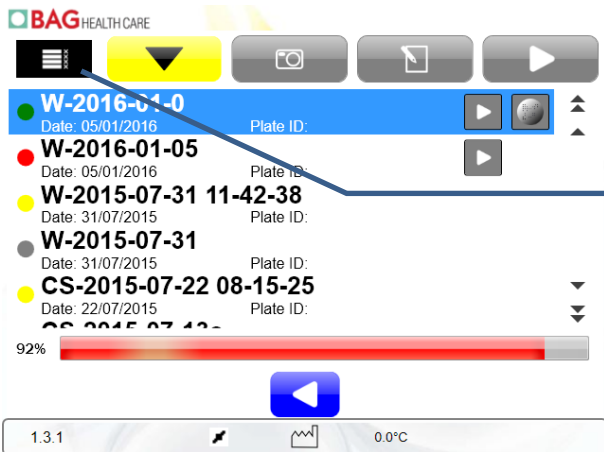 BAG HEALTH CARE
W-2016-01-0
Date: 05/01/2016 Plate ID:
W-2016-01-05
Date: 05/01/2016 Plate ID:
W-2015-07-31 11-42-38
Date: 31/07/2015 Plate ID:
W-2015-07-31
Date: 31/07/2015 Plate ID:
CS-2015-07-22 08-15-25
Date: 22/07/2015 Plate ID:
92%
1.3.1 0.0°C